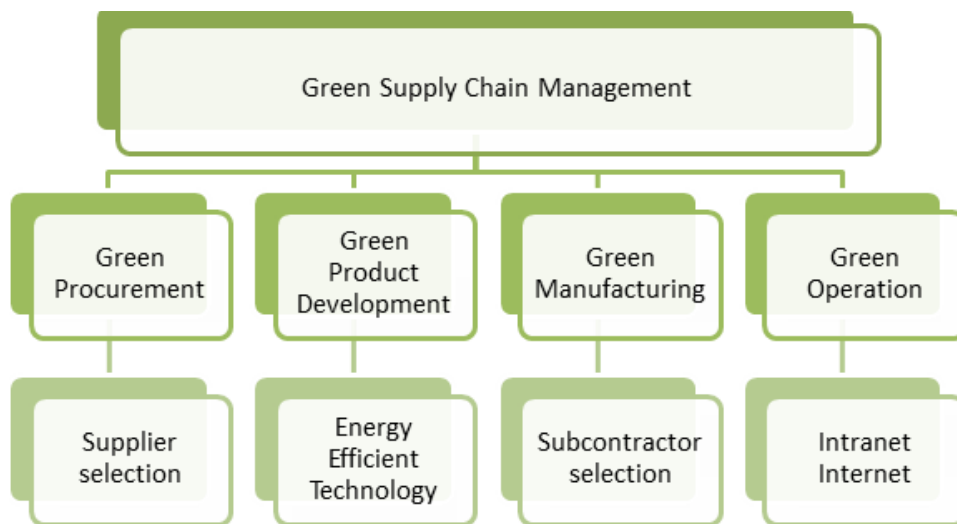 Green Supply Chain Management
Green
Procurement
Green
Product
Development
Green
Manufacturing
Green
Operation
Supplier
selection
Energy
Efficient
Technology
Subcontractor
selection
Intranet
Internet